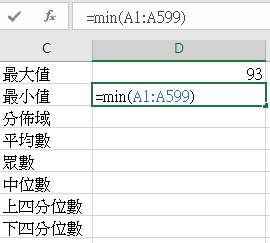 =min(A1:A599)
C D
最大值 93
最小值 =min(A1:A599)
分佈域
平均數
眾數
中位數
上四分位數
下四分位數